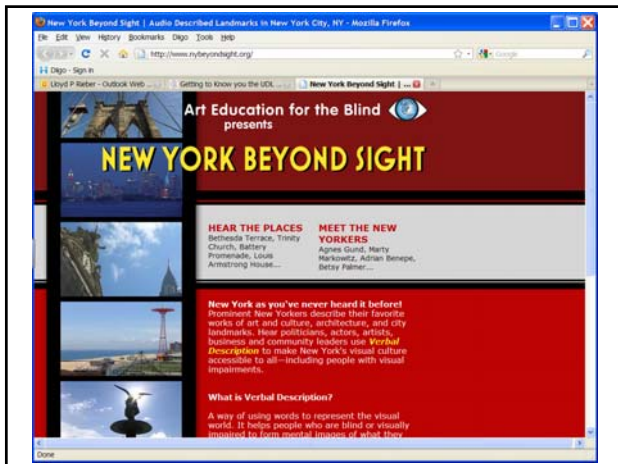 New York Beyond Sight | Audio Described Landmarks in New York City, NY - Mozilla Firefox
File Edit View History Bookmarks Diigo Tools Help
http://www.nybeyondsight.org/
Google
Diigo - Sign in
Lloyd P Rieber - Outlook Web ...
Getting to Know you the UDL ...
New York Beyond Sight | ...
Art Education for the Blind
presents
NEW YORK BEYOND SIGHT
HEAR THE PLACES
Bethesda Terrace, Trinity
Church, Battery
Promenade, Louis
Armstrong House...
MEET THE NEW
YORKERS
Agnes Gund, Marty
Markowitz, Adrian Benepe,
Betsy Palmer...
New York as you've never heard it before!
Prominent New Yorkers describe their favorite
works of art and culture, architecture, and city
landmarks. Hear politicians, actors, artists,
business and community leaders use Verbal
Description to make New York's visual culture
accessible to all—including people with visual
impairments.
What is Verbal Description?
A way of using words to represent the visual
world. It helps people who are blind or visually
impaired to form mental images of what they
Done